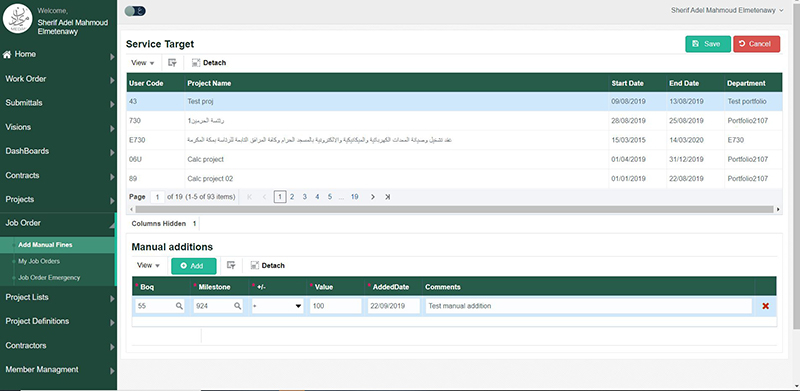 Welcome,
Sherif Adel Mahmoud
Elmetenawy
Home
Work Order
Submittals
Visions
DashBoards
Contracts
Projects
Job Order
Add Manual Fines
My Job Orders
Job Order Emergency
Project Lists
Project Definitions
Contractors
Member Managment
Sherif Adel Mahmoud Elmetenawy
Service Target
Save Cancel
View Detach
User Code Project Name Start Date End Date Department
43 Test proj 09/08/2019 13/08/2019 Test portfolio
730 رئاسة الحرمين1 28/08/2019 25/08/2019 Portfolio2107
E730 عقد تشغيل وصيانة المعدات الكهربائية والميكانيكية والإلكترونية بالمسجد الحرام وكافة المرافق التابعة للرئاسة بمكة المكرمة 15/03/2015 14/03/2020 E730
06U Calc project 01/04/2019 31/12/2019 Portfolio2107
89 Calc project 02 01/01/2019 22/08/2019 Portfolio2107
Page 1 of 19 (1-5 of 93 items) 1 2 3 4 5 ... 19
Columns Hidden 1
Manual additions
View Add Detach
* Boq * Milestone * +/- * Value * AddedDate Comments
55 924 + 100 22/09/2019 Test manual addition